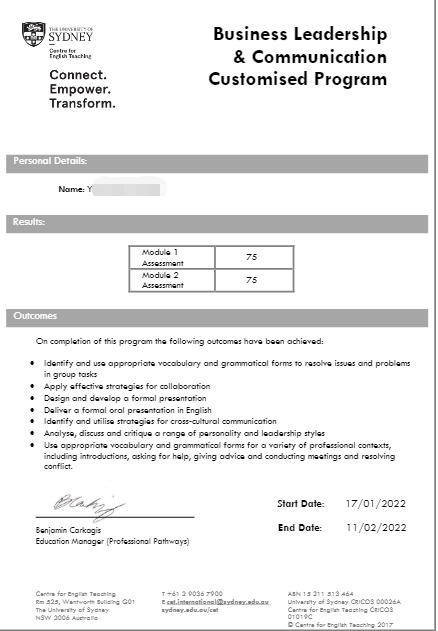 THE UNIVERSITY OF
SYDNEY
Centre for
English Teaching
Connect.
Empower.
Transform.
Business Leadership
& Communication
Customised Program
Personal Details:
Name: Y
Results:
Module 1 Assessment 75
Module 2 Assessment 75
Outcomes
On completion of this program the following outcomes have been achieved:
• Identify and use appropriate vocabulary and grammatical forms to resolve issues and problems
in group tasks
• Apply effective strategies for collaboration
• Design and develop a formal presentation
• Deliver a formal oral presentation in English
• Identify and utilise strategies for cross-cultural communication
• Analyse, discuss and critique a range of personality and leadership styles
• Use appropriate vocabulary and grammatical forms for a variety of professional contexts,
including introductions, asking for help, giving advice and conducting meetings and resolving
conflict.
Start Date: 17/01/2022
End Date: 11/02/2022
Benjamin Carkagis
Education Manager (Professional Pathways)
Centre for English Teaching
Rm 525, Wentworth Building G01
The University of Sydney
NSW 2006 Australia
T +61 2 9036 7900
E cet.international@sydney.edu.au
sydney.edu.au/cet
ABN 15 211 513 464
University of Sydney CRICOS 00026A
Centre for English Teaching CRICOS
01019C
© Centre for English Teaching 2017